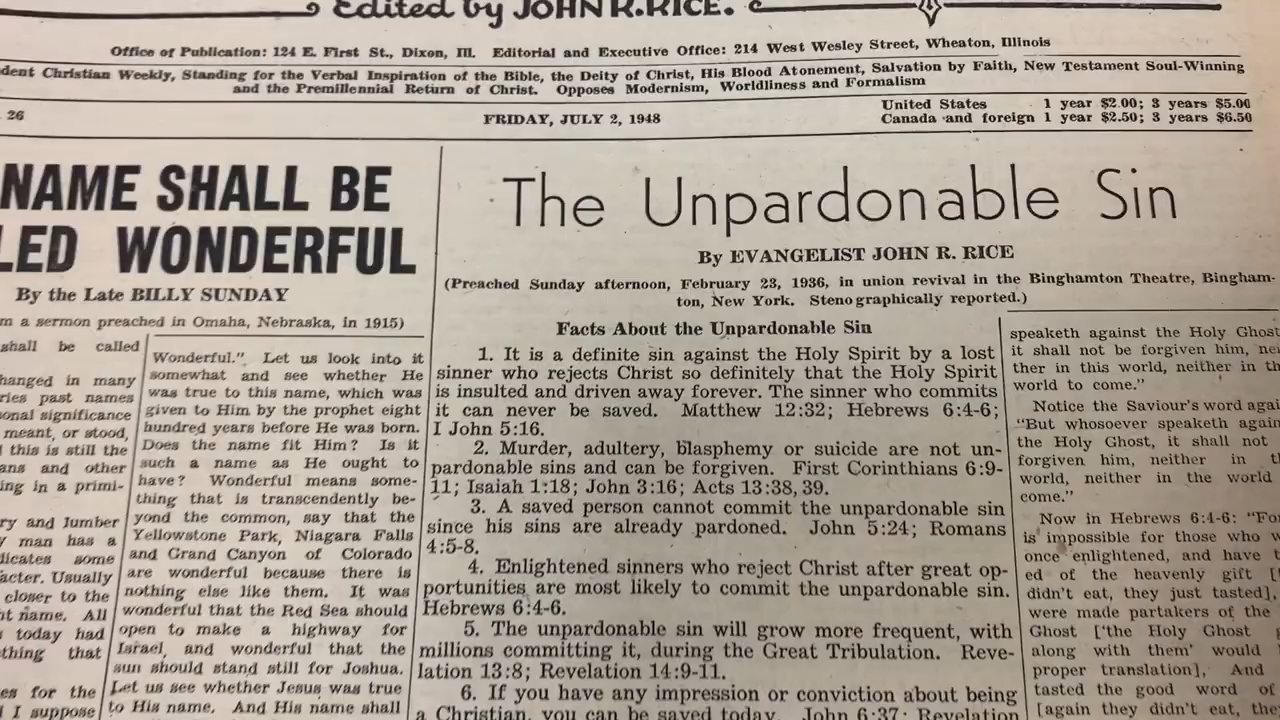 Edited by JOHN R. RICE.
Office of Publication: 124 E. First St., Dixon, Ill. Editorial and Executive Office: 214 West Wesley Street, Wheaton, Illinois
dent Christian Weekly, Standing for the Verbal Inspiration of the Bible, the Deity of Christ, His Blood Atonement, Salvation by Faith, New Testament Soul-Winning
and the Premillennial Return of Christ. Opposes Modernism, Worldliness and Formalism
26
FRIDAY, JULY 2, 1948
United States 1 year $2.00; 3 years $5.00
Canada and foreign 1 year $2.50; 3 years $6.50
NAME SHALL BE
LED WONDERFUL
By the Late BILLY SUNDAY
m a sermon preached in Omaha, Nebraska, in 1915)
shall be called
hanged in many
ries past names
sonal significance
meant, or stood,
this is still the
ans and other
ing in a primi-
ry and Jumber
y man has a
dicates some
acter. Usually
closer to the
nt name. All
s today had
thing that
es for the
I suppose
Wonderful.". Let us look into it
somewhat and see whether He
was true to this name, which was
given to Him by the prophet eight
hundred years before He was born.
Does the name fit Him? Is it
such a name as He ought to
have? Wonderful means some-
thing that is transcendently be-
yond the common, say that the
Yellowstone Park, Niagara Falls
and Grand Canyon of Colorado
are wonderful because there is
nothing else like them. It was
wonderful that the Red Sea should
open to make a highway for
Israel, and wonderful that the
sun should stand still for Joshua.
Let us see whether Jesus was true
to His name. And His name shall
The Unpardonable Sin
By EVANGELIST JOHN R. RICE
(Preached Sunday afternoon, February 23, 1936, in union revival in the Binghamton Theatre, Bingham-
ton, New York. Stenographically reported.)
Facts About the Unpardonable Sin
1. It is a definite sin against the Holy Spirit by a lost
sinner who rejects Christ so definitely that the Holy Spirit
is insulted and driven away forever. The sinner who commits
it can never be saved. Matthew 12:32; Hebrews 6:4-6;
I John 5:16.
2. Murder, adultery, blasphemy or suicide are not un-
pardonable sins and can be forgiven. First Corinthians 6:9-
11; Isaiah 1:18; John 3:16; Acts 13:38, 39.
3. A saved person cannot commit the unpardonable sin
since his sins are already pardoned. John 5:24; Romans
4:5-8.
4. Enlightened sinners who reject Christ after great op-
portunities are most likely to commit the unpardonable sin.
Hebrews 6:4-6.
5. The unpardonable sin will grow more frequent, with
millions committing it, during the Great Tribulation. Reve-
lation 13:8; Revelation 14:9-11.
6. If you have any impression or conviction about being
a Christian, you can be saved today. John 6:37; Revelation
speaketh against the Holy Ghost
it shall not be forgiven him, nei
ther in this world, neither in th
world to come."
Notice the Saviour's word agai
"But whosoever speaketh again
the Holy Ghost, it shall not
forgiven him, neither in th
world, neither in the world
come."
Now in Hebrews 6:4-6: "For
is impossible for those who w
once enlightened, and have t
ed of the heavenly gift [
didn't eat, they just tasted],
were made partakers of the
Ghost ['the Holy Ghost
along with them' would
proper translation], And
tasted the good word of
[again they didn't eat, the